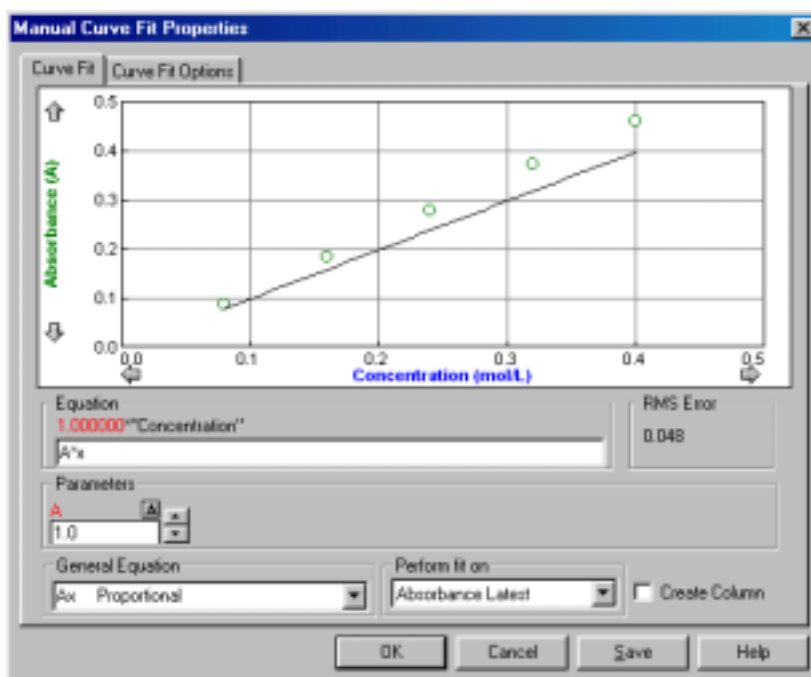 Manual Curve Fit Properties
Curve Fit
Curve Fit Options
0.5
0.4
0.3
0.2
0.1
0.0
Absorbance (A)
0.0
0.1
0.2
0.3
0.4
0.5
Concentration (mol/L)
Equation
1.000000*"Concentration"
A*x
RMS Error
0.048
Parameters
A
1.0
General Equation
Ax Proportional
Perform fit on
Absorbance Latest
Create Column
OK
Cancel
Save
Help